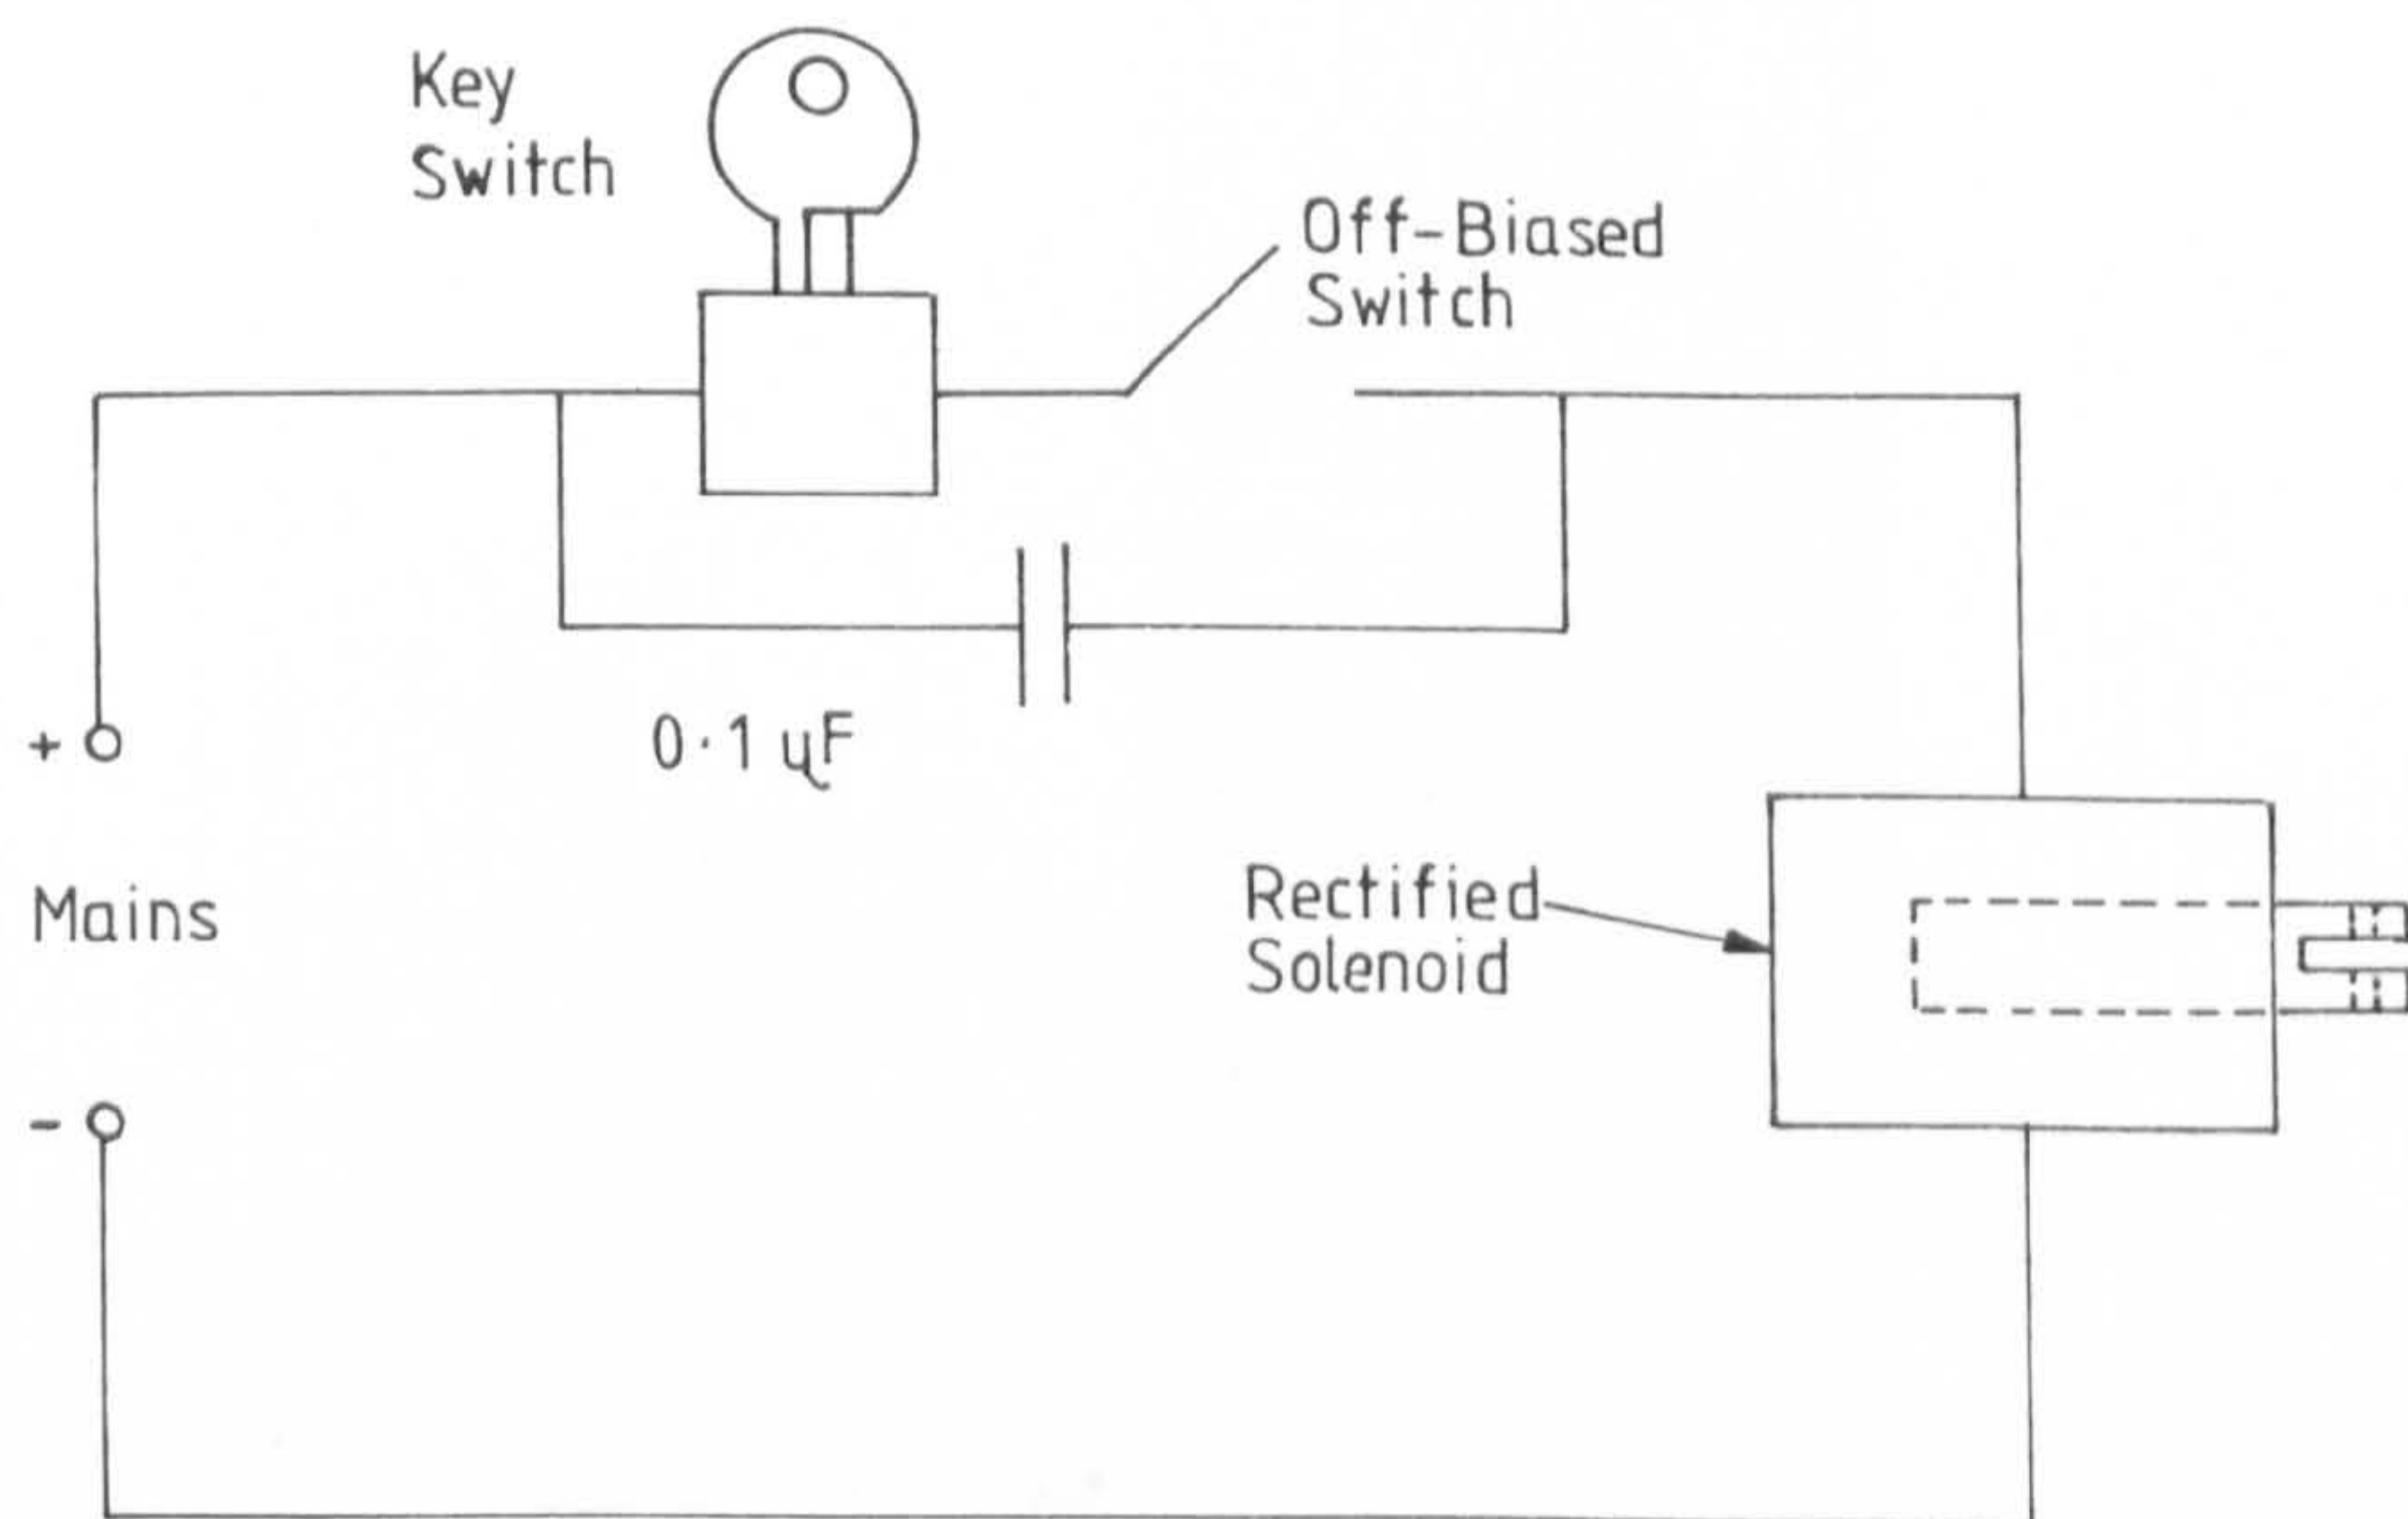 Key
Switch
Off-Biased
Switch
0·1 µF
+
Mains
-
Rectified
Solenoid